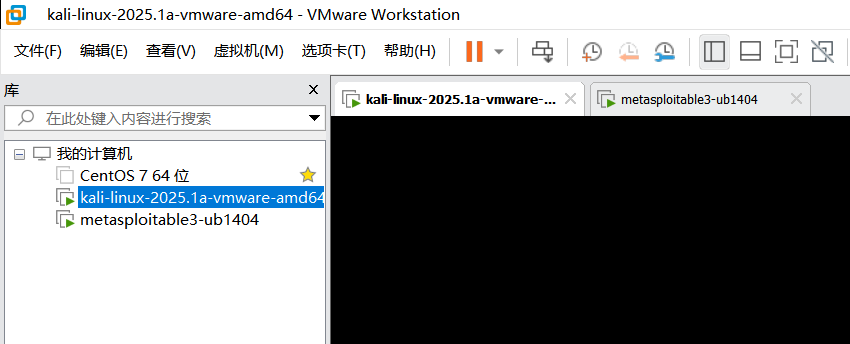 kali-linux-2025.1a-vmware-amd64 - VMware Workstation
文件(F) 编辑(E) 查看(V) 虚拟机(M) 选项卡(T) 帮助(H)
库
在此处键入内容进行搜索
我的计算机
CentOS 7 64 位
kali-linux-2025.1a-vmware-amd64
metasploitable3-ub1404
kali-linux-2025.1a-vmware-...
metasploitable3-ub1404